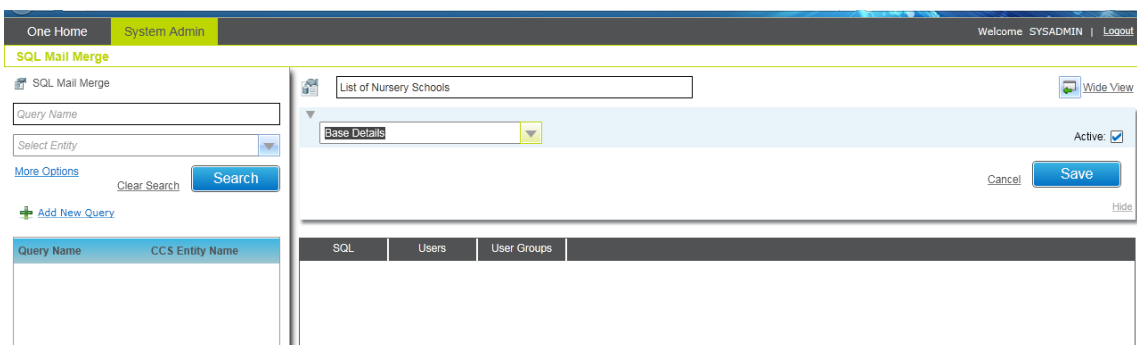 One Home System Admin Welcome SYSADMIN | Logout
SQL Mail Merge
SQL Mail Merge
Query Name
Select Entity
More Options
Clear Search Search
Add New Query
Query Name CCS Entity Name
List of Nursery Schools Wide View
Base Details Active:
Cancel Save
Hide
SQL Users User Groups